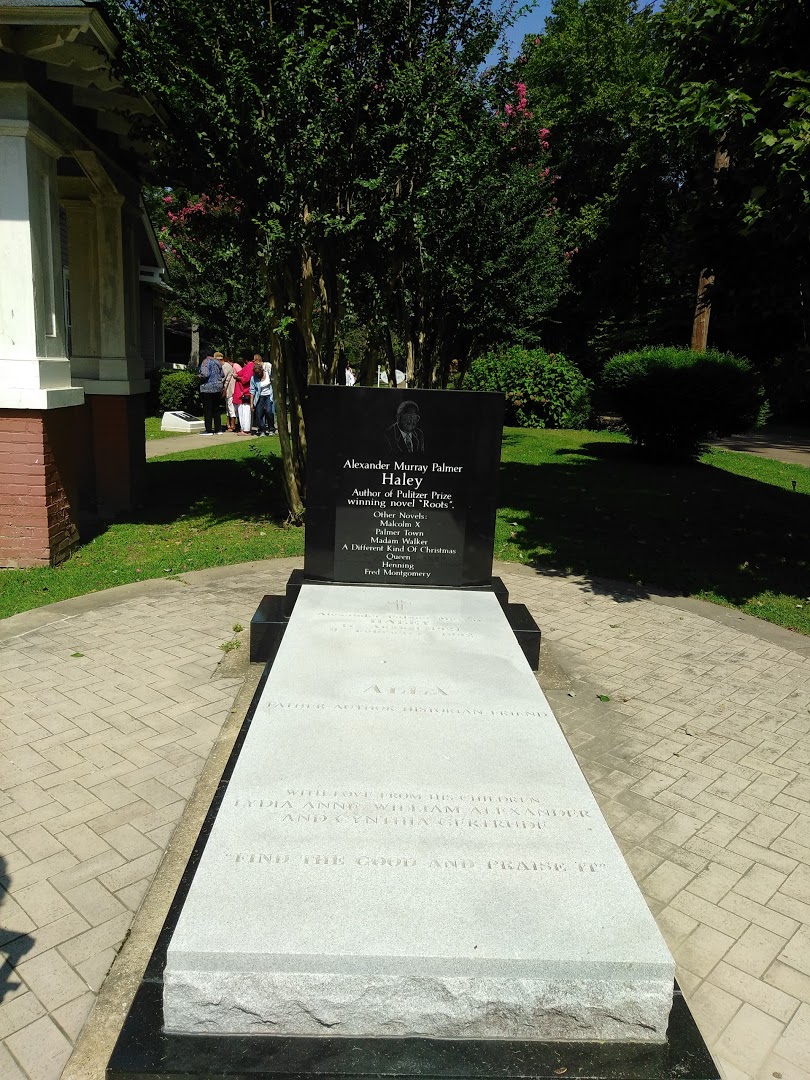 Alexander Murray Palmer
Haley
Author of Pulitzer Prize
winning novel "Roots".
Other Novels:
Malcolm X
Palmer Town
Madam Walker
A Different Kind Of Christmas
Queen
Henning
Fred Montgomery
HALEY
FATHER AUTHOR HISTORIAN FRIEND
WITH LOVE FROM HIS CHILDREN
LYDIA ANNE, WILLIAM ALEXANDER
AND CYNTHIA GERTRUDE
"FIND THE GOOD AND PRAISE IT"